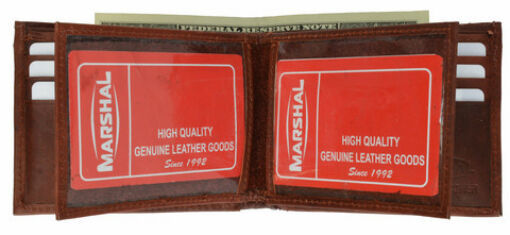 FEDERAL RESERVE NOTE
MARSHAL
HIGH QUALITY
GENUINE LEATHER GOODS
Since 1992
MARSHAL
HIGH QUALITY
GENUINE LEATHER GOODS
Since 1992